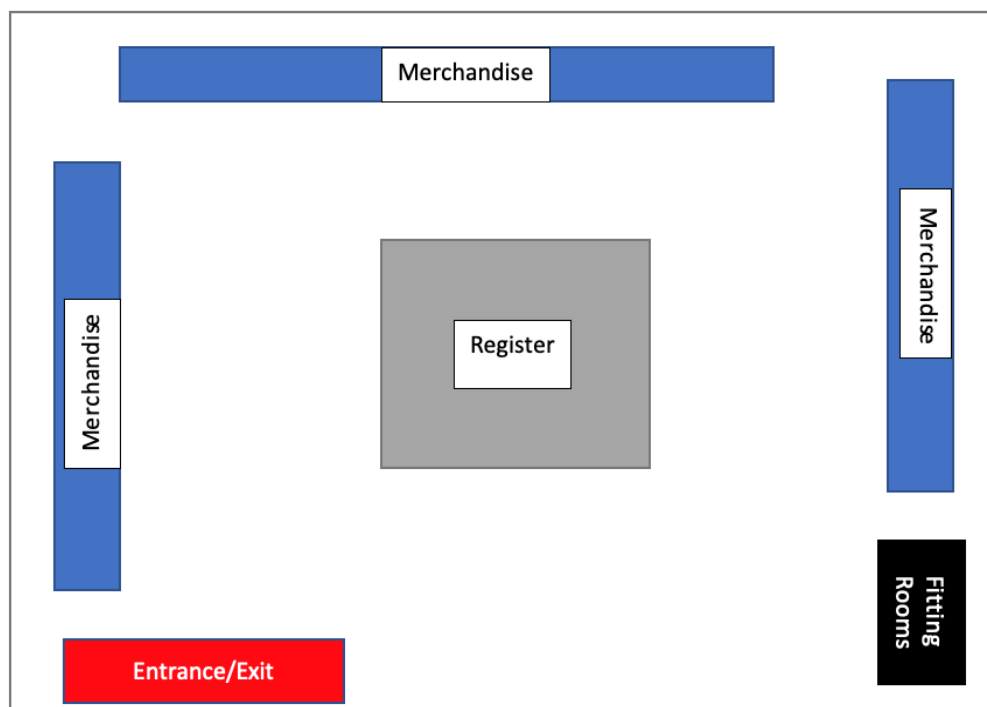 Merchandise
Merchandise
Merchandise
Register
Fitting
Rooms
Entrance/Exit